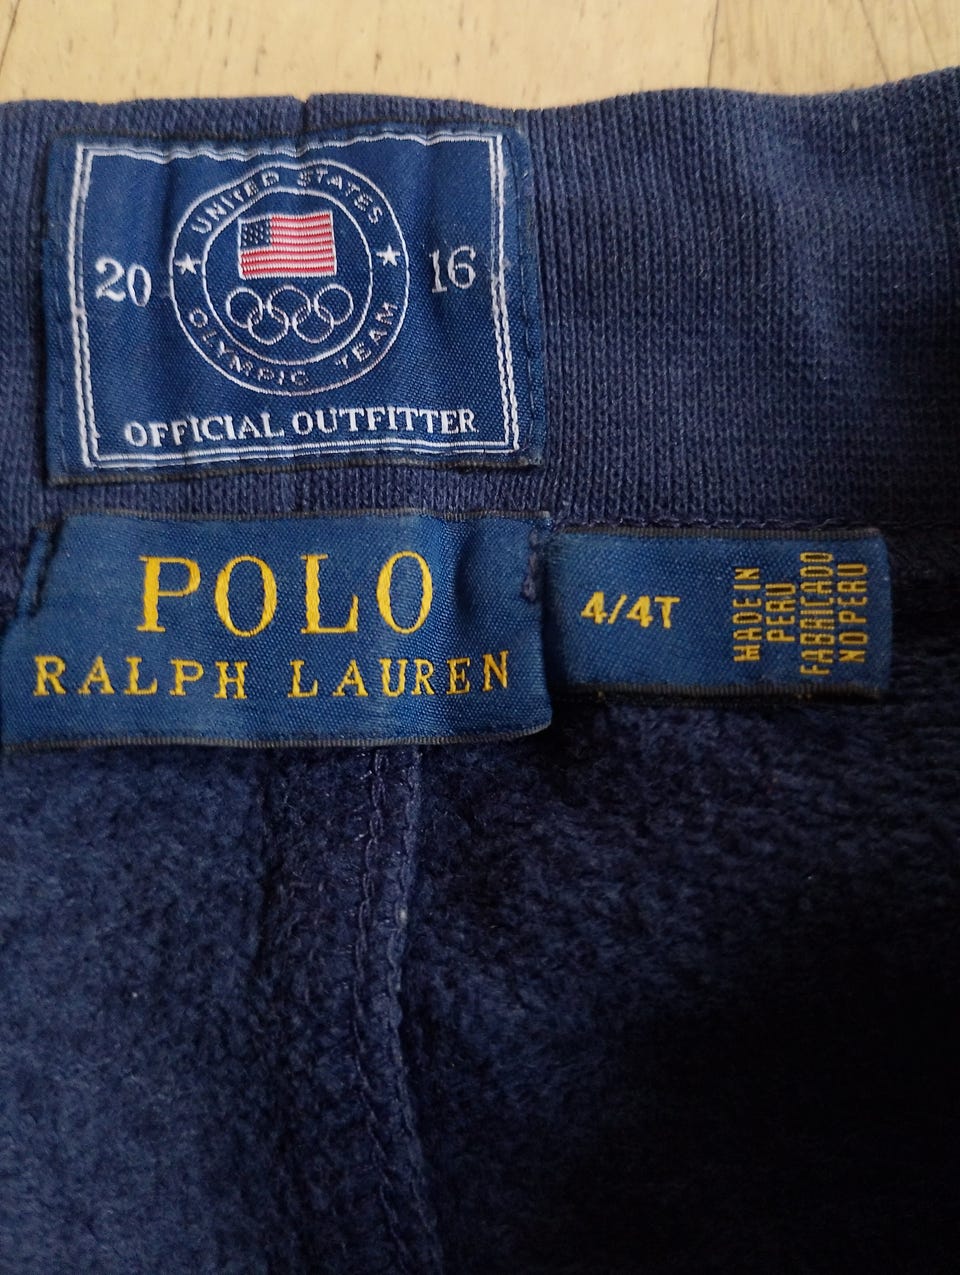 UNITED STATES
20 16
OLYMPIC TEAM
OFFICIAL OUTFITTER
POLO
RALPH LAUREN
4/4T
MADE IN
PERU
FABRICADO
NO PERU